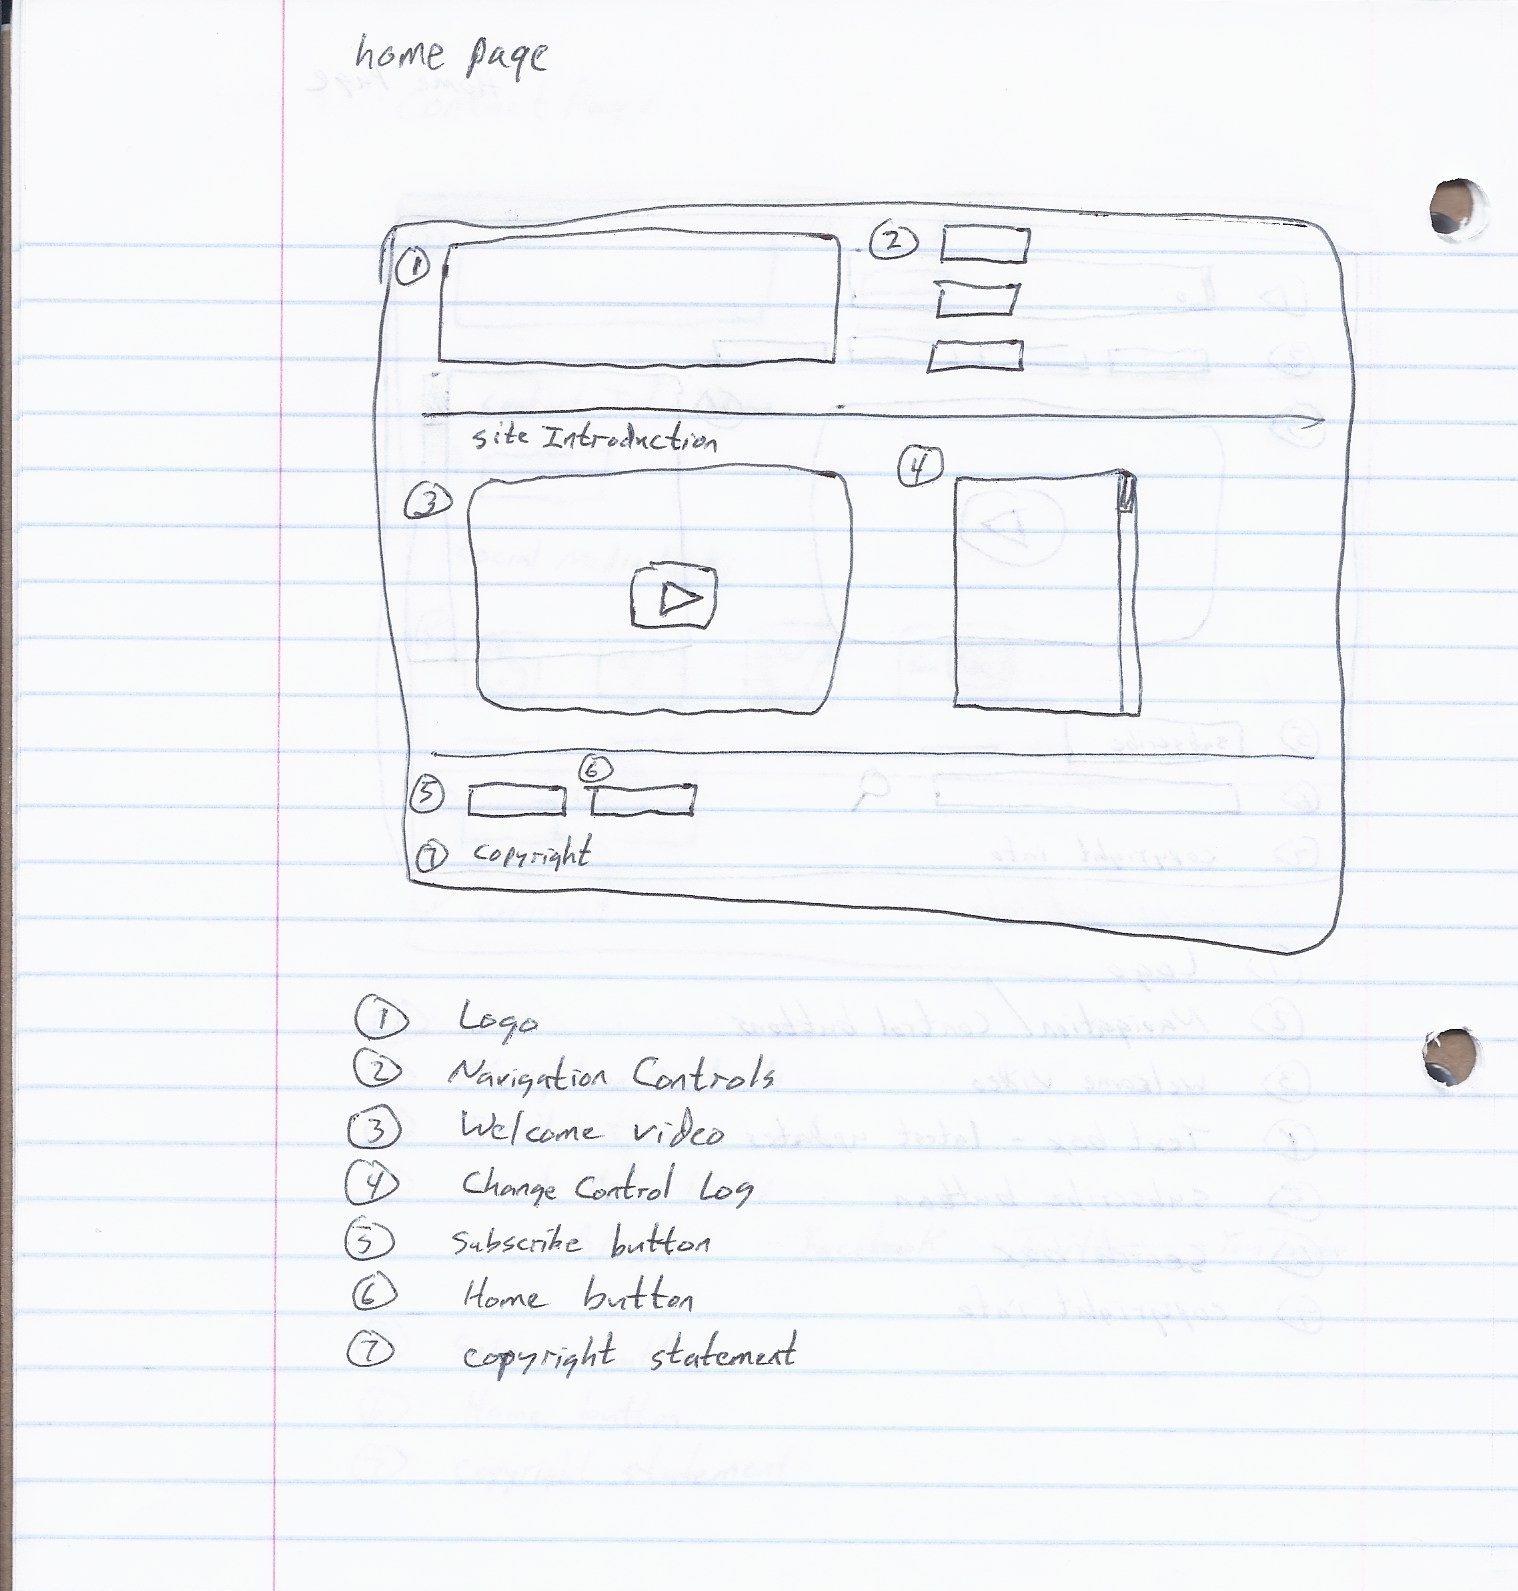 home page
① ②
site Introduction
③ ④
⑤ ⑥
⑦ copyright
① Logo
② Navigation Controls
③ Welcome video
④ Change Control Log
⑤ Subscribe button
⑥ Home button
⑦ copyright statement